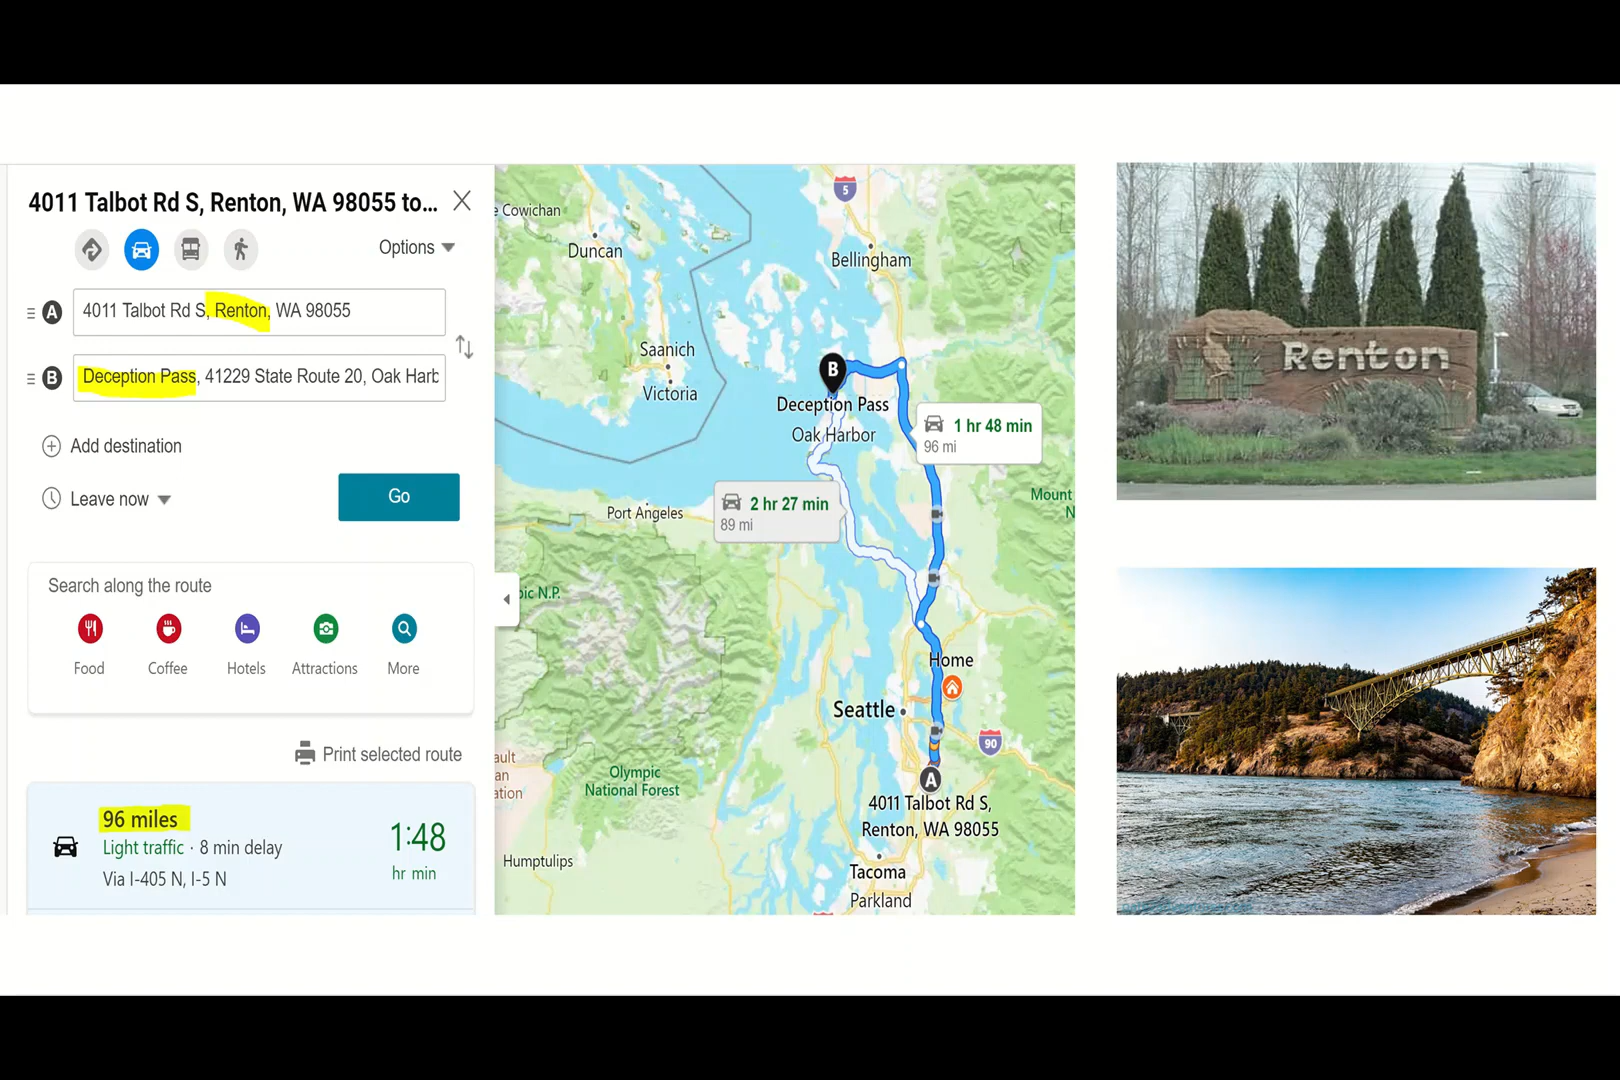 4011 Talbot Rd S, Renton, WA 98055 to...
Options
A 4011 Talbot Rd S, Renton, WA 98055
B Deception Pass, 41229 State Route 20, Oak Harb
Add destination
Leave now
Go
Search along the route
Food Coffee Hotels Attractions More
Print selected route
96 miles
Light traffic · 8 min delay
Via I-405 N, I-5 N
1:48
hr min
e Cowichan
Duncan
5
Bellingham
Saanich
Victoria
B
Deception Pass
Oak Harbor
1 hr 48 min
96 mi
2 hr 27 min
89 mi
Port Angeles
Mount
N
ic N.P.
Home
Seattle
90
A
4011 Talbot Rd S,
Renton, WA 98055
Olympic
National Forest
ault
an
ation
Humptulips
Tacoma
Parkland
Renton